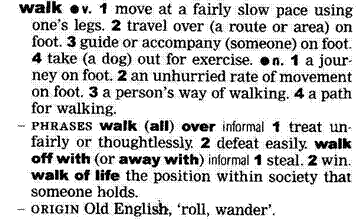 walk ●v. 1 move at a fairly slow pace using
one's legs. 2 travel over (a route or area) on
foot. 3 guide or accompany (someone) on foot.
4 take (a dog) out for exercise. ●n. 1 a jour-
ney on foot. 2 an unhurried rate of movement
on foot. 3 a person's way of walking. 4 a path
for walking.
– PHRASES walk (all) over informal 1 treat un-
fairly or thoughtlessly. 2 defeat easily. walk
off with (or away with) informal 1 steal. 2 win.
walk of life the position within society that
someone holds.
– ORIGIN Old English, 'roll, wander'.